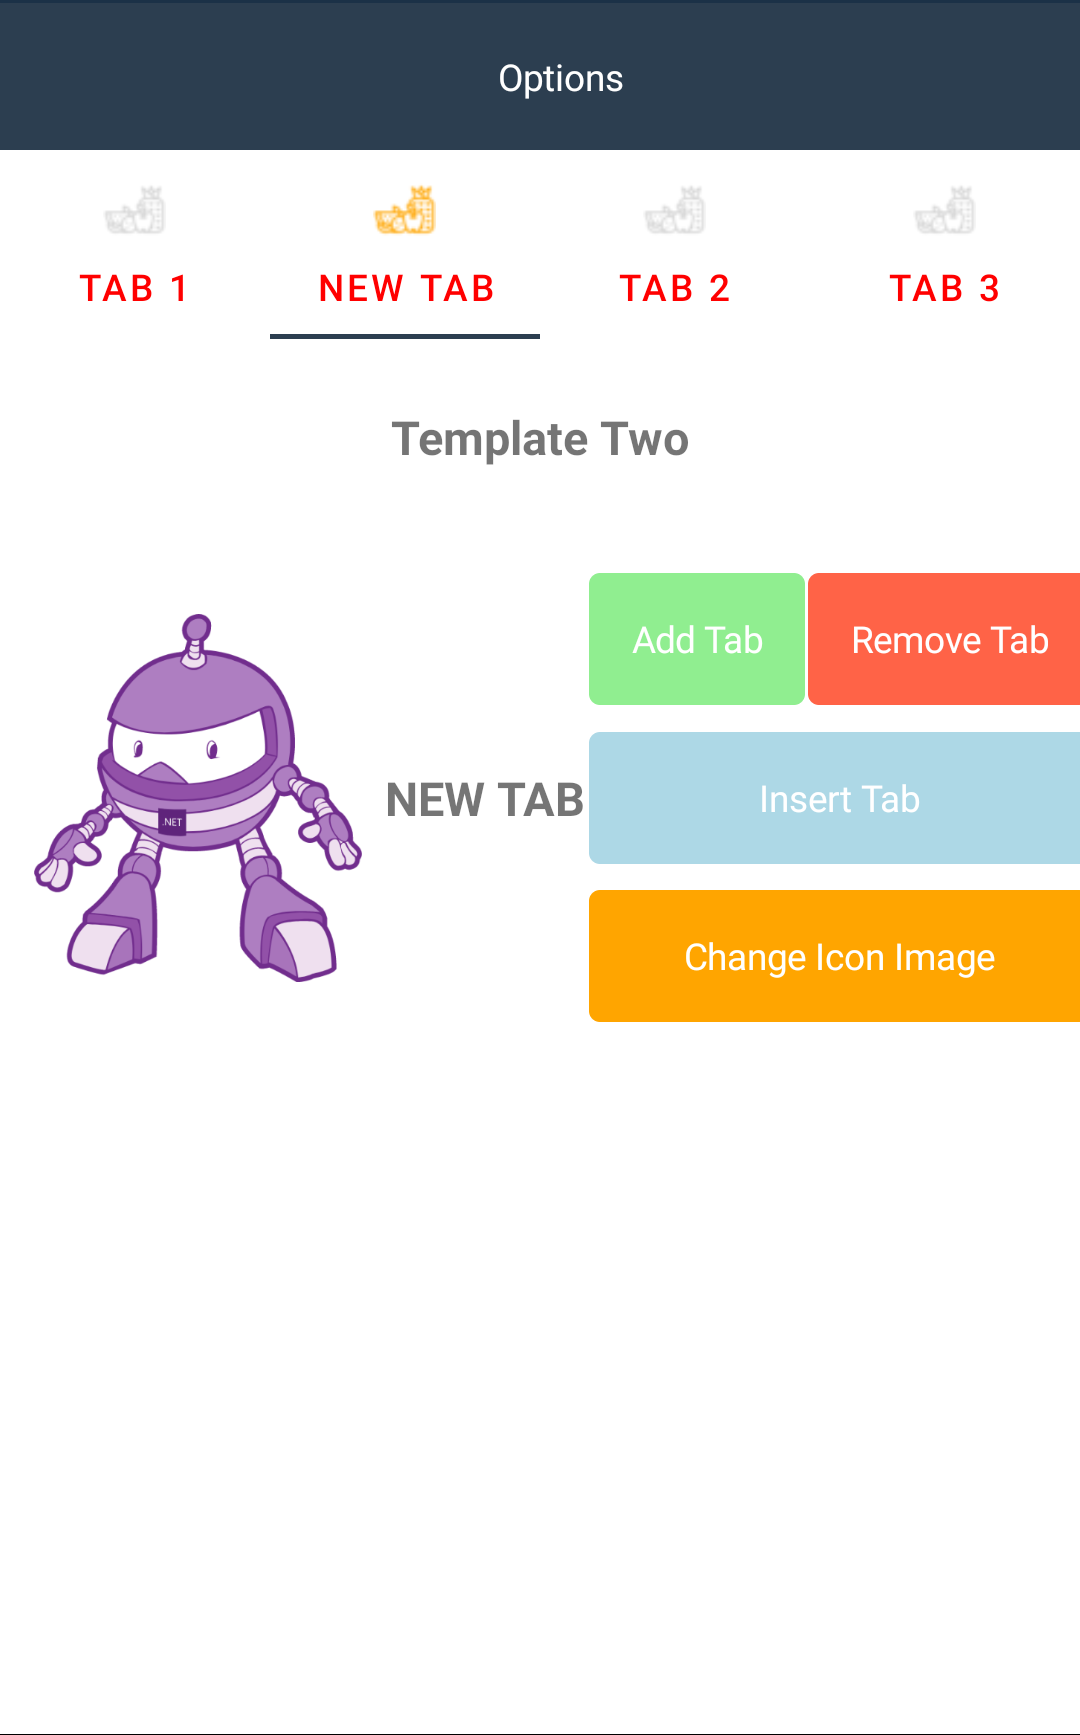 Options
TAB 1
NEW TAB
TAB 2
TAB 3
Template Two
.NET
NEW TAB
Add Tab
Remove Tab
Insert Tab
Change Icon Image